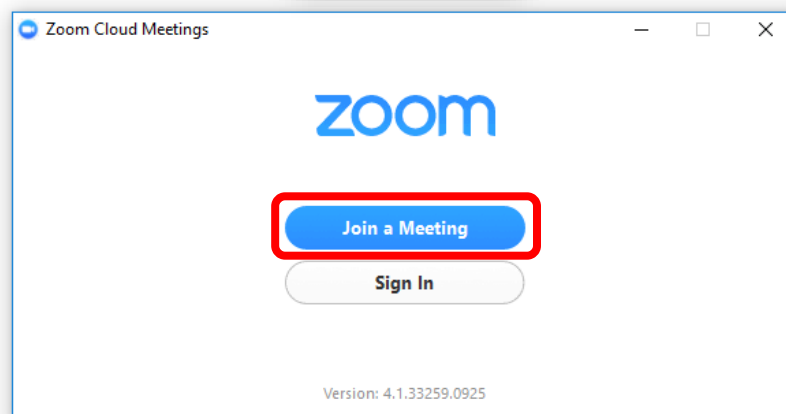 Zoom Cloud Meetings
zoom
Join a Meeting
Sign In
Version: 4.1.33259.0925